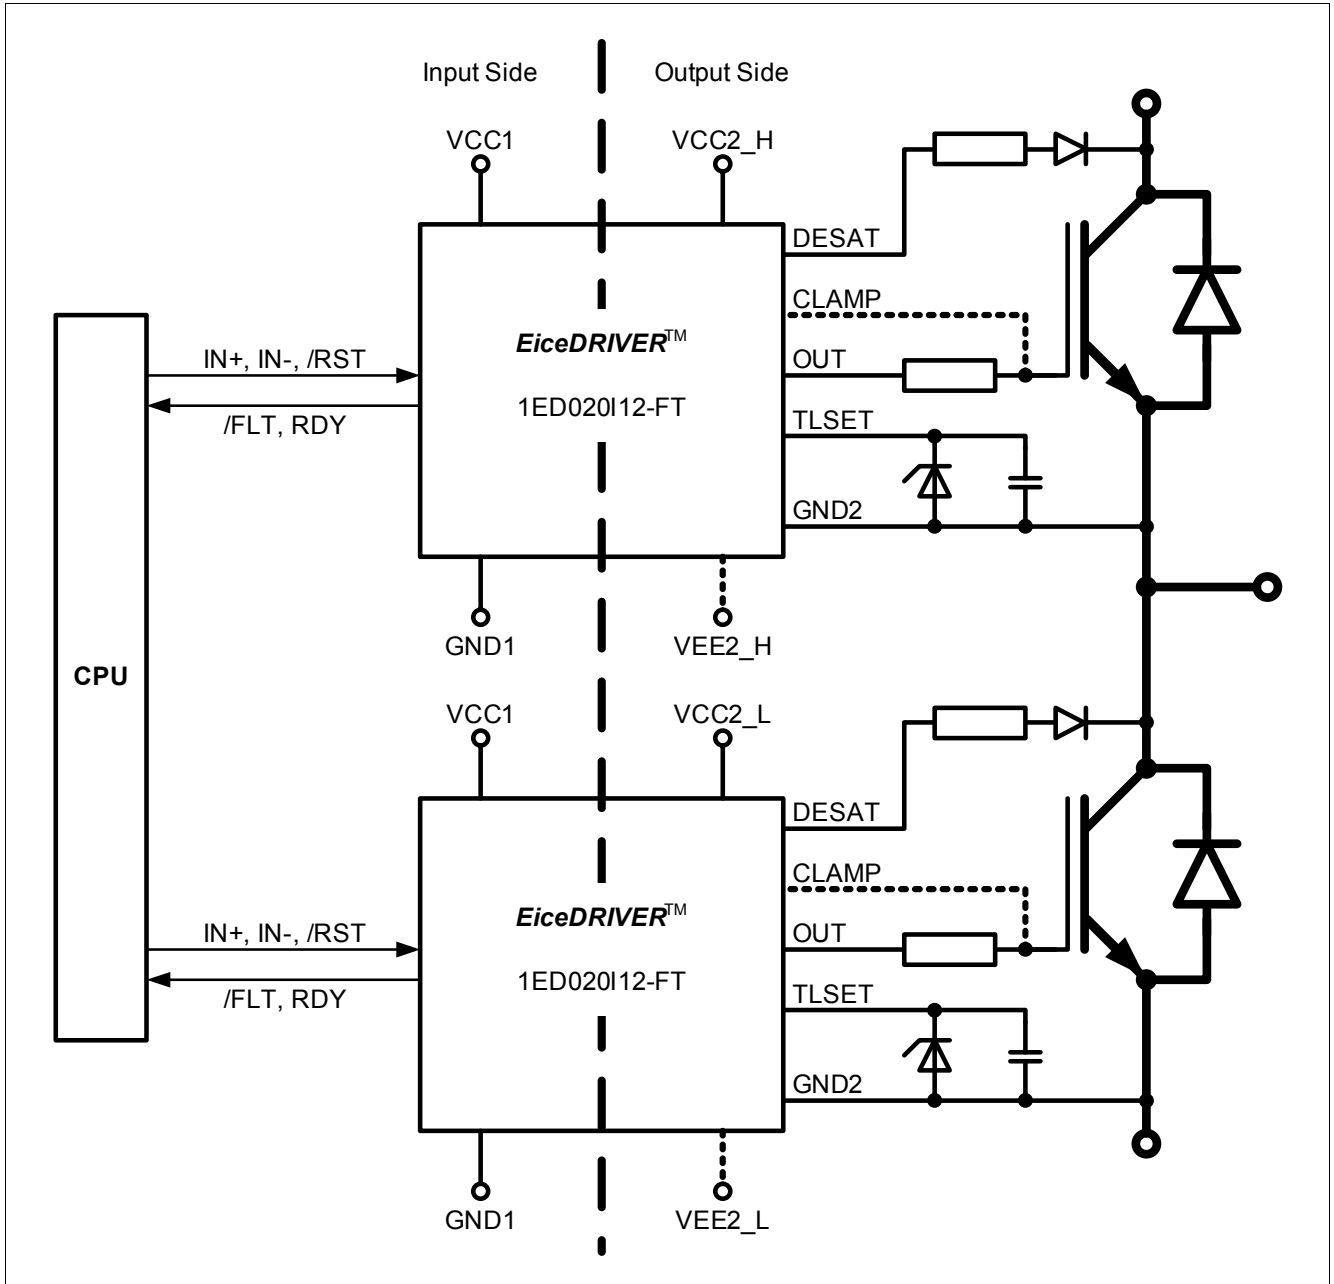 Input Side
Output Side
VCC1
VCC2_H
DESAT
CLAMP
EiceDRIVER™
OUT
IN+, IN-, /RST
1ED020I12-FT
/FLT, RDY
TLSET
GND2
GND1
VEE2_H
CPU
VCC1
VCC2_L
DESAT
CLAMP
EiceDRIVER™
OUT
IN+, IN-, /RST
1ED020I12-FT
/FLT, RDY
TLSET
GND2
GND1
VEE2_L